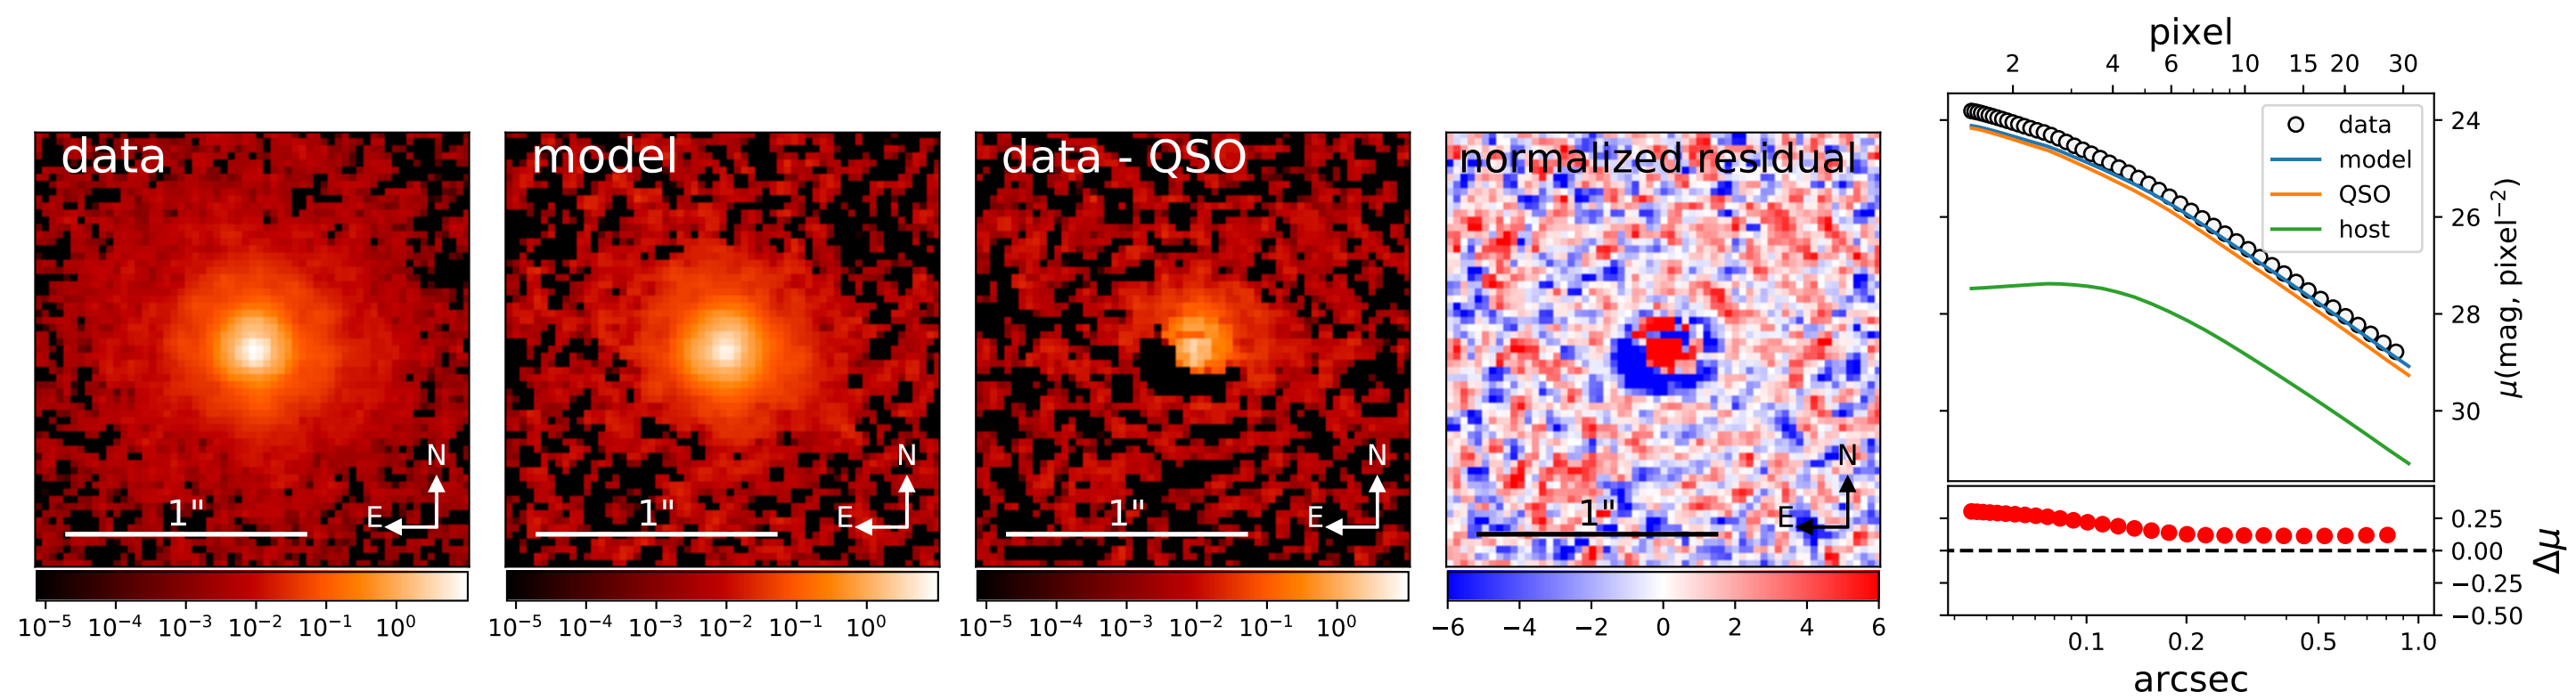 data
N
E
1"
10⁻⁵ 10⁻⁴ 10⁻³ 10⁻² 10⁻¹ 10⁰
model
N
E
1"
10⁻⁵ 10⁻⁴ 10⁻³ 10⁻² 10⁻¹ 10⁰
data - QSO
N
E
1"
10⁻⁵ 10⁻⁴ 10⁻³ 10⁻² 10⁻¹ 10⁰
normalized residual
N
E
1"
−6 −4 −2 0 2 4 6
pixel
2 4 6 10 15 20 30
data
model
QSO
host
24
26
28
30
μ(mag, pixel⁻²)
0.25
0.00
−0.25
−0.50
Δμ
0.1 0.2 0.5 1.0
arcsec